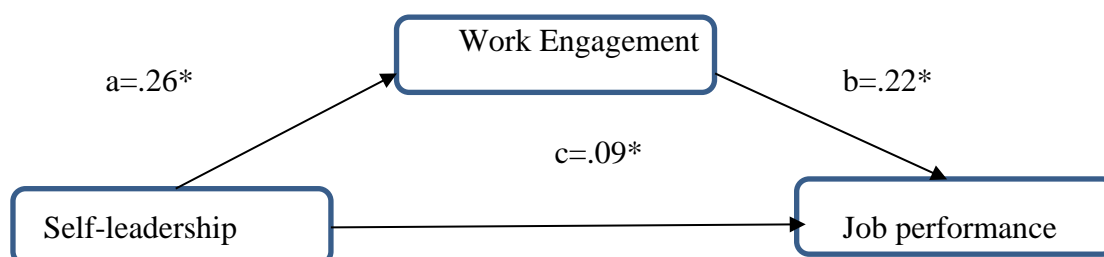 Work Engagement
a=.26*
b=.22*
c=.09*
Self-leadership
Job performance